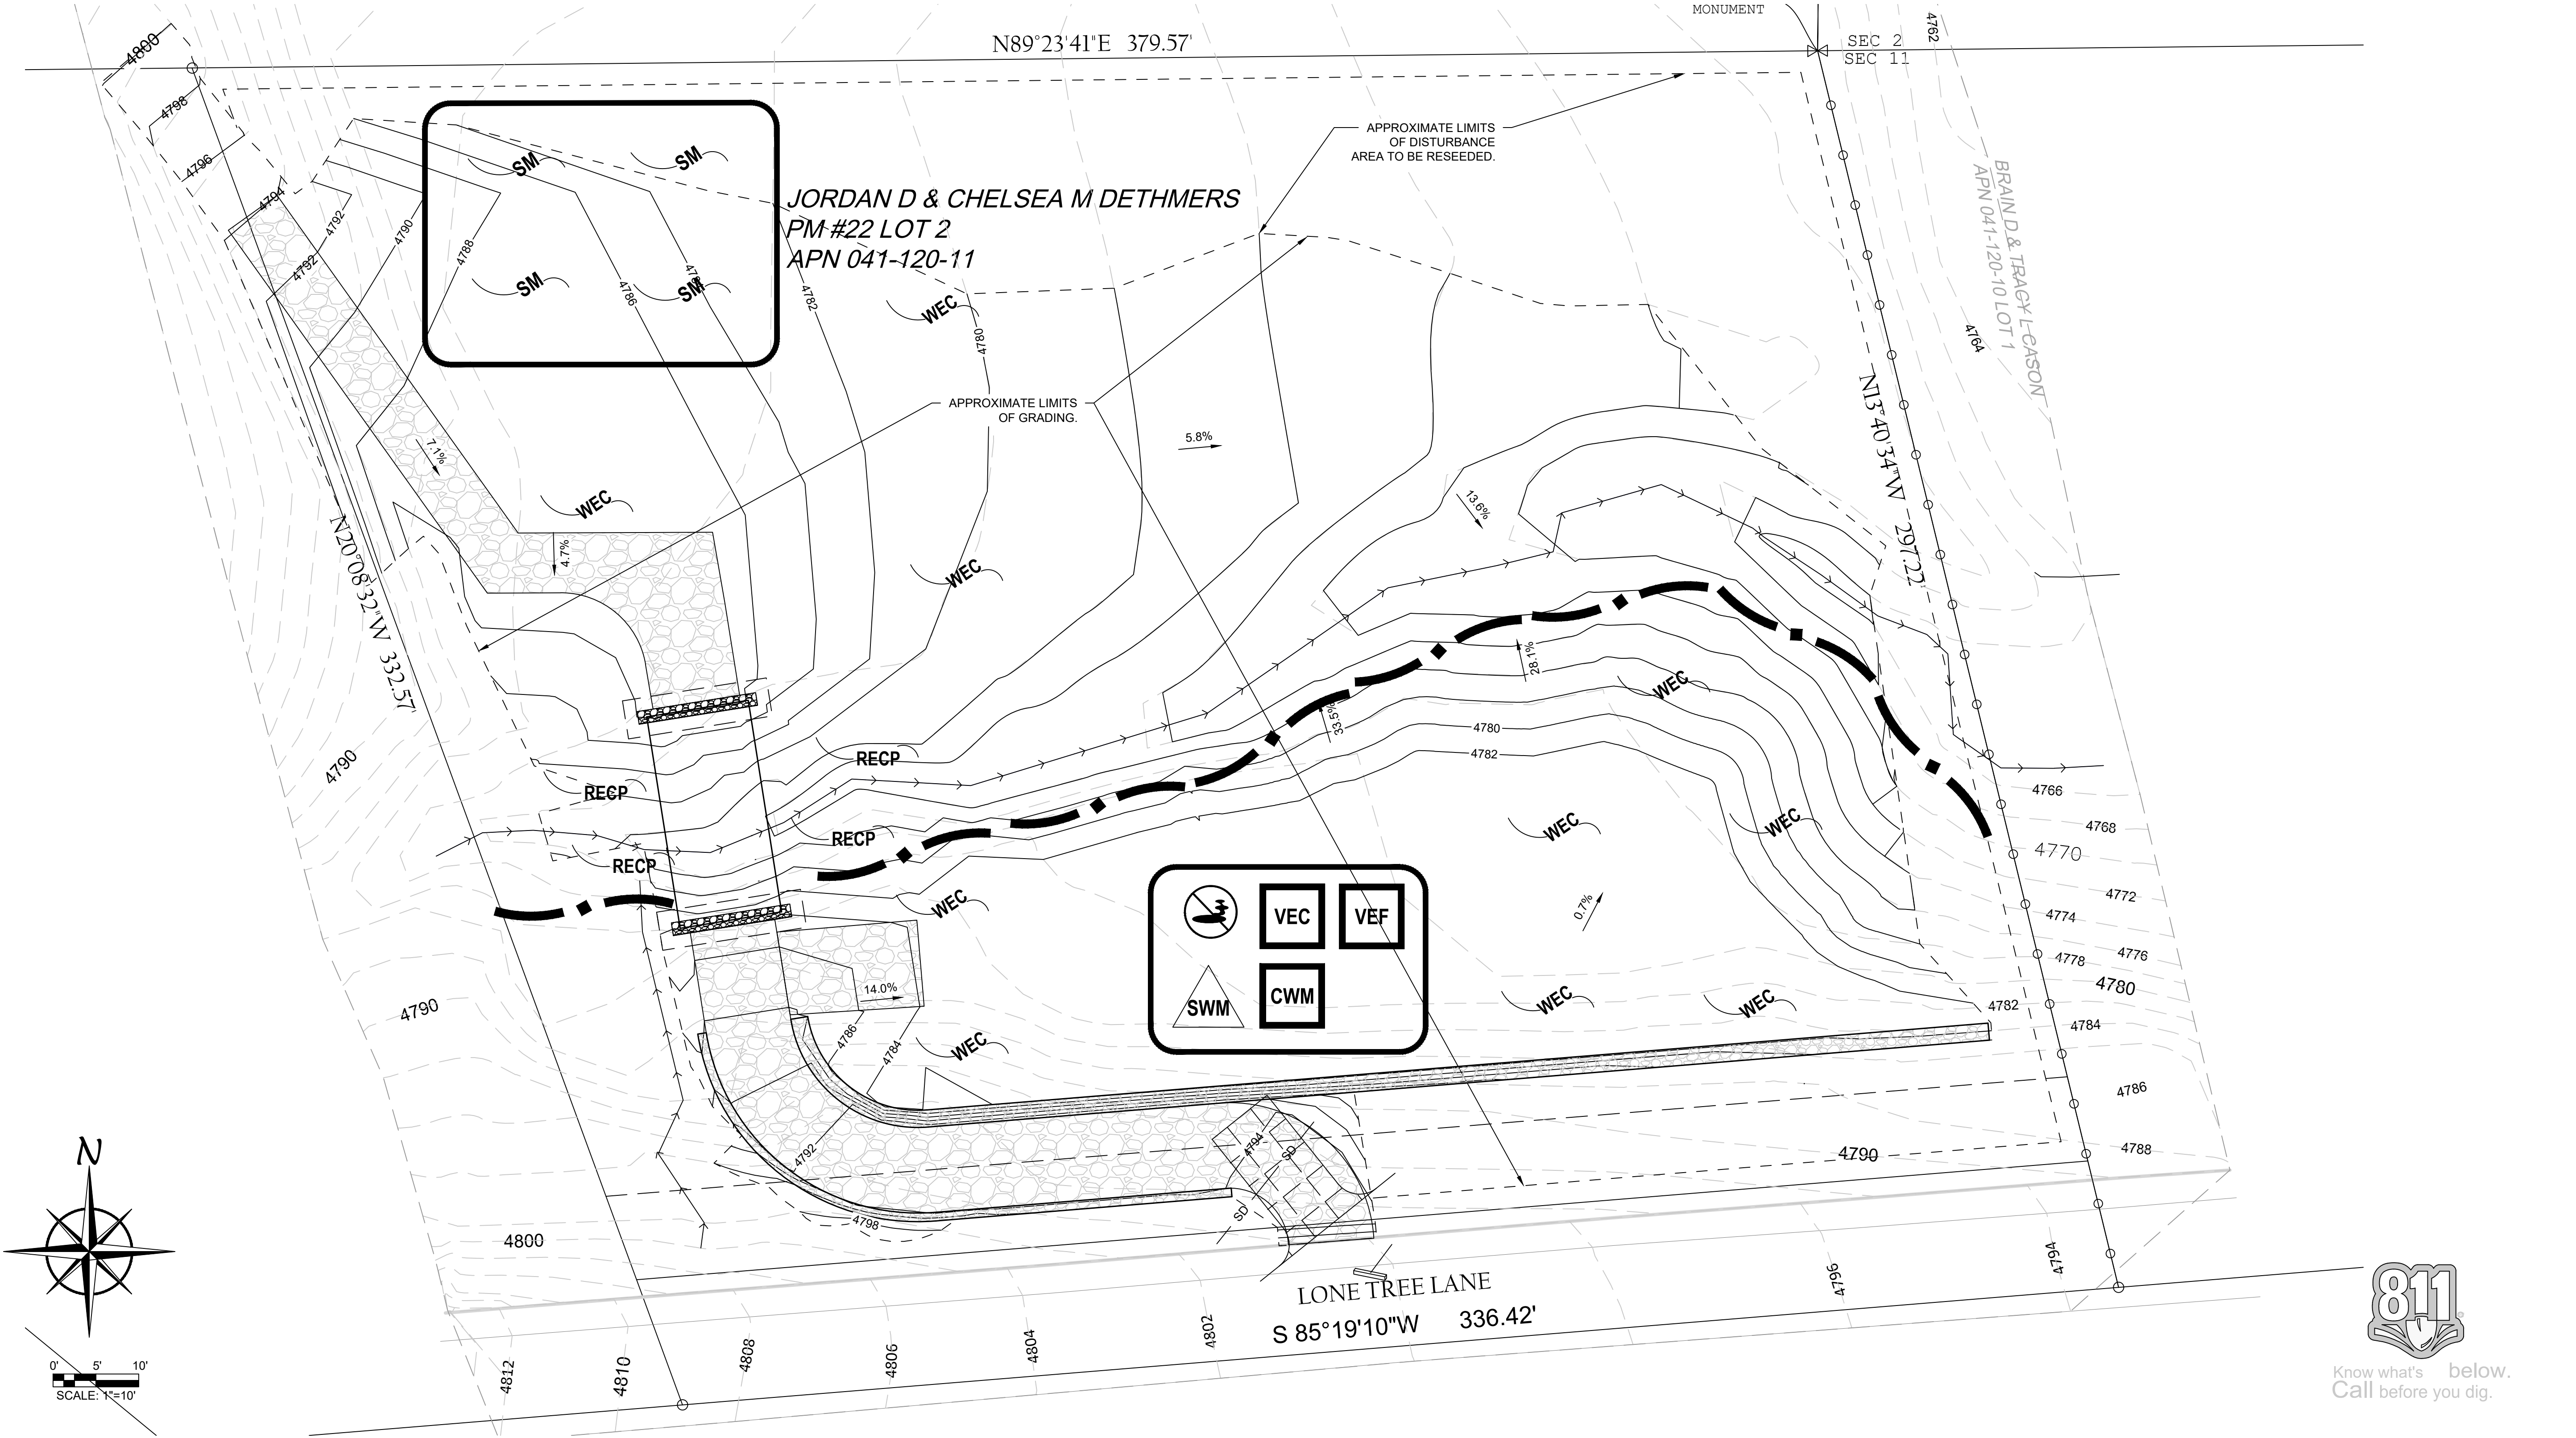 MONUMENT
N89°23'41"E 379.57'
SEC 2
SEC 11
4762
4800
4798
4796
4794
4792
4792
4790
4788
SM
SM
SM
SM
4786
4782
APPROXIMATE LIMITS
OF DISTURBANCE
AREA TO BE RESEEDED.
JORDAN D & CHELSEA M DETHMERS
PM #22 LOT 2
APN 041-120-11
BRAIN D & TRACY L CASON
APN 041-120-10 LOT 1
4764
WEC
4780
APPROXIMATE LIMITS
OF GRADING.
5.8%
7.1%
WEC
13.6%
N13°40'34"W 297.22'
4.7%
N20°08'32"W 332.57'
WEC
28.1%
WEC
33.5%
4780
4782
RECP
RECP
RECP
RECP
4790
WEC
WEC
4766
4768
4770
4772
4774
4776
4778
4780
4782
4784
4786
4788
WEC
0.7%
VEC
VEF
SWM
CWM
14.0%
4790
WEC
WEC
WEC
4786
4784
4792
4794
SD
SD
4798
4790
4800
N
LONE TREE LANE
S 85°19'10"W 336.42'
4812
4810
4808
4806
4804
4802
4796
4794
0' 5' 10'
SCALE: 1"=10'
811
Know what's below.
Call before you dig.